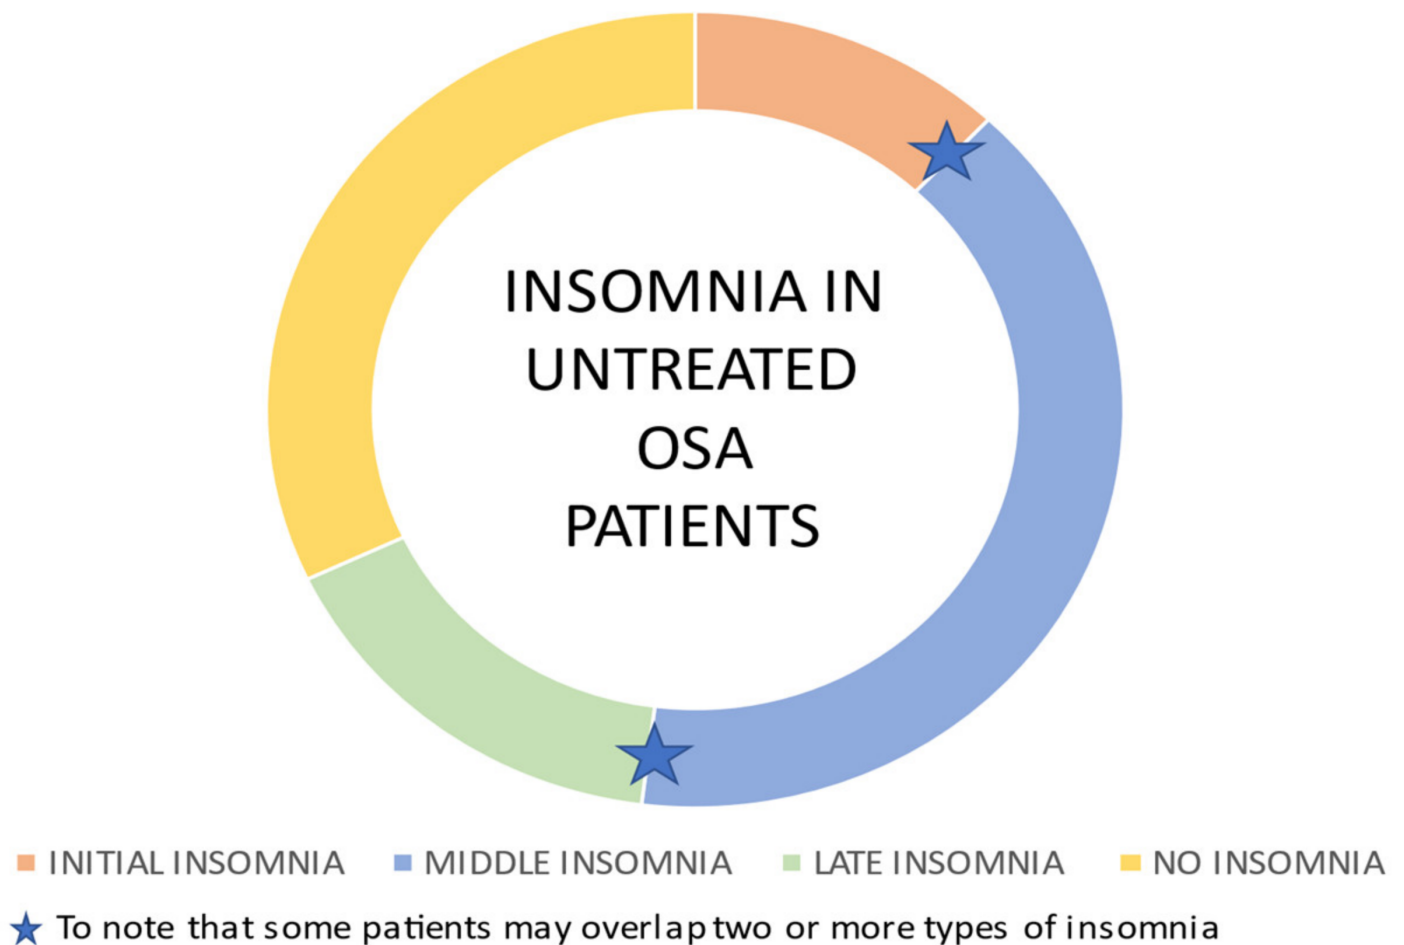 INSOMNIA IN
UNTREATED
OSA
PATIENTS
INITIAL INSOMNIA MIDDLE INSOMNIA LATE INSOMNIA NO INSOMNIA
To note that some patients may overlap two or more types of insomnia